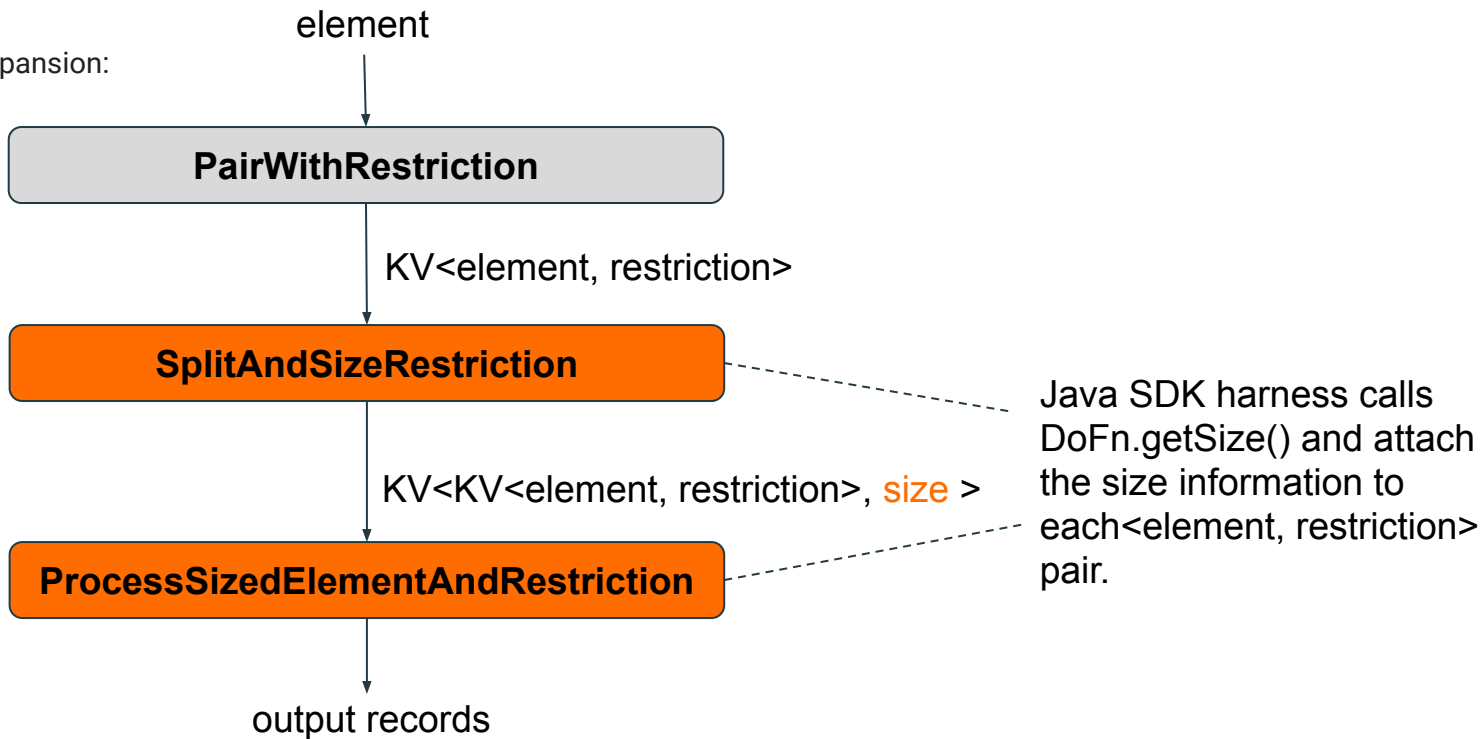 element
pansion:
PairWithRestriction
KV<element, restriction>
SplitAndSizeRestriction
Java SDK harness calls
DoFn.getSize() and attach
the size information to
each<element, restriction>
pair.
KV<KV<element, restriction>, size >
ProcessSizedElementAndRestriction
output records